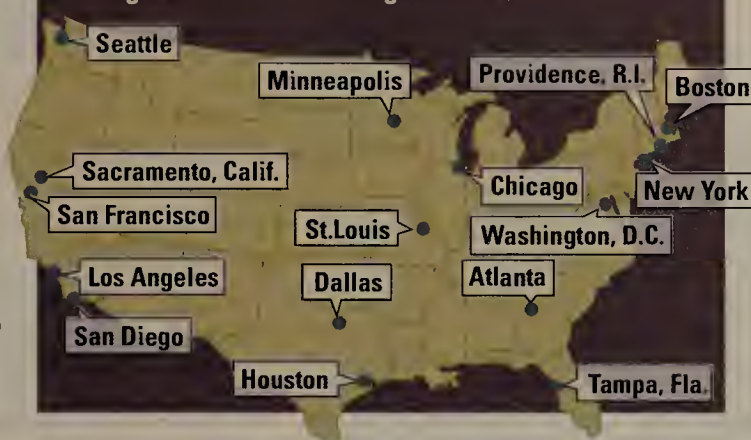 Seattle
Minneapolis
Providence, R.I.
Boston
Sacramento, Calif.
Chicago
New York
San Francisco
St.Louis
Washington, D.C.
Los Angeles
Dallas
Atlanta
San Diego
Houston
Tampa, Fla.